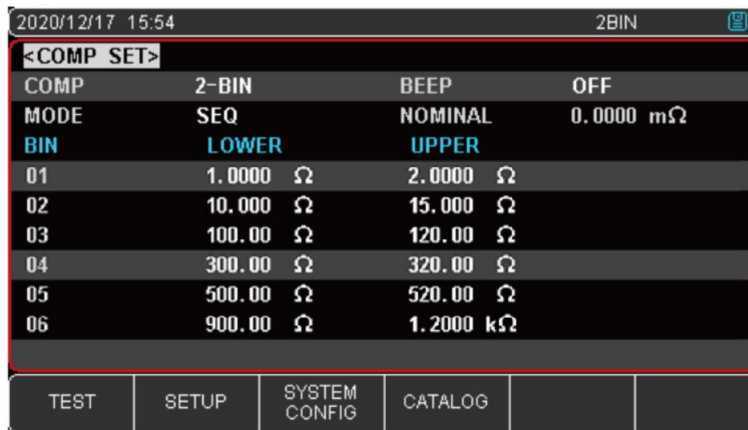 2020/12/17 15:54 2BIN
<COMP SET>
COMP 2-BIN BEEP OFF
MODE SEQ NOMINAL 0.0000 mΩ
BIN LOWER UPPER
01 1.0000 Ω 2.0000 Ω
02 10.000 Ω 15.000 Ω
03 100.00 Ω 120.00 Ω
04 300.00 Ω 320.00 Ω
05 500.00 Ω 520.00 Ω
06 900.00 Ω 1.2000 kΩ
TEST SETUP SYSTEM CONFIG CATALOG